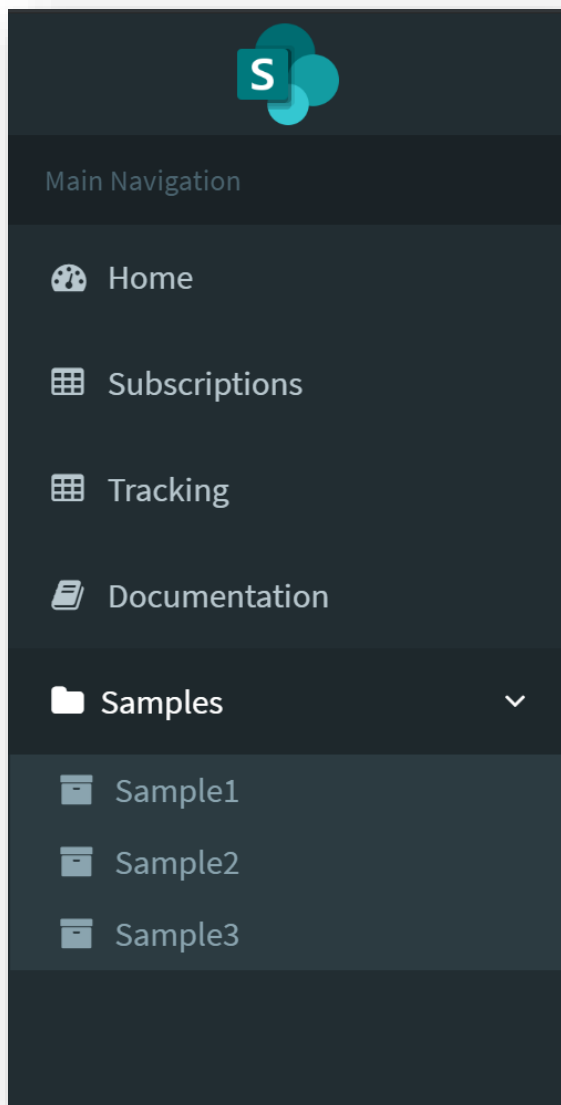 S
Main Navigation
Home
Subscriptions
Tracking
Documentation
Samples
Sample1
Sample2
Sample3